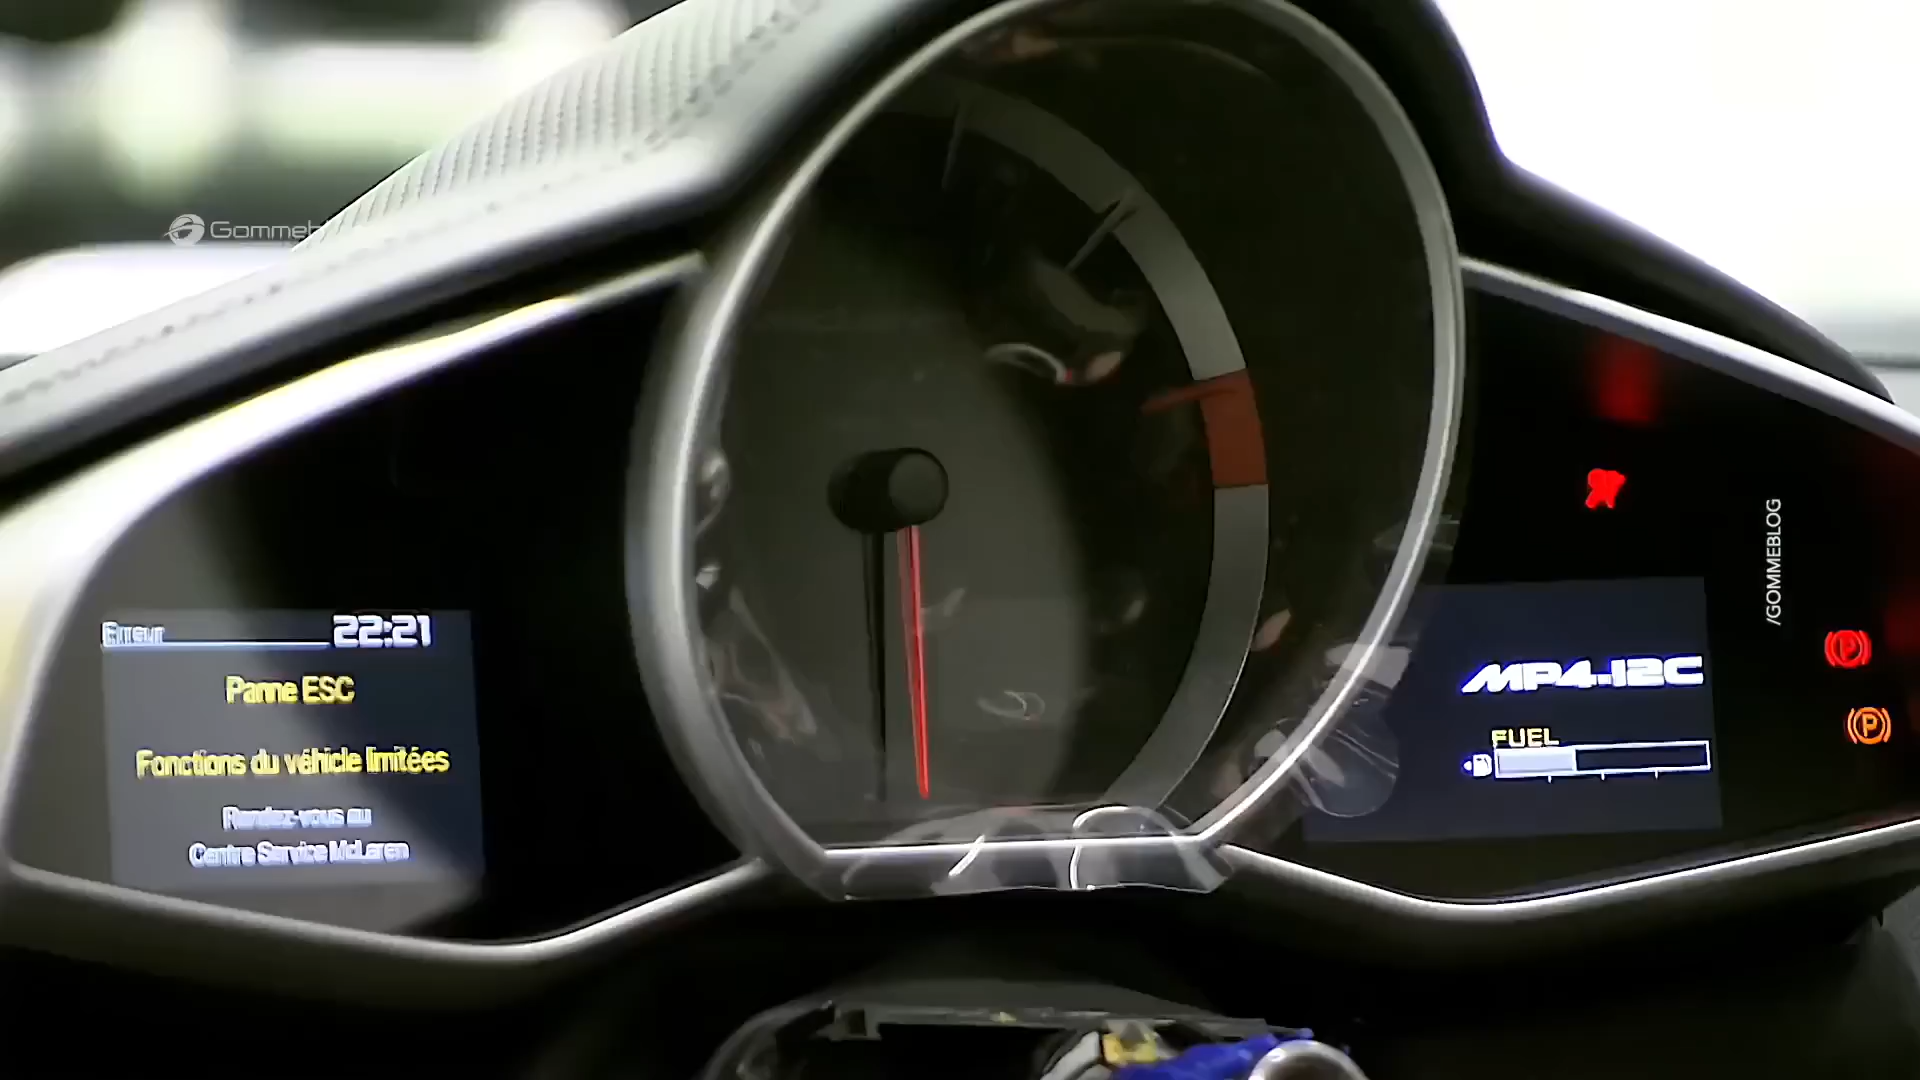 Gommebl
Erreur 22:21
Panne ESC
Fonctions du véhicle limitées
Rendez-vous au
Centre Service McLaren
/GOMMEBLOG
MP4-12C
FUEL
P
P